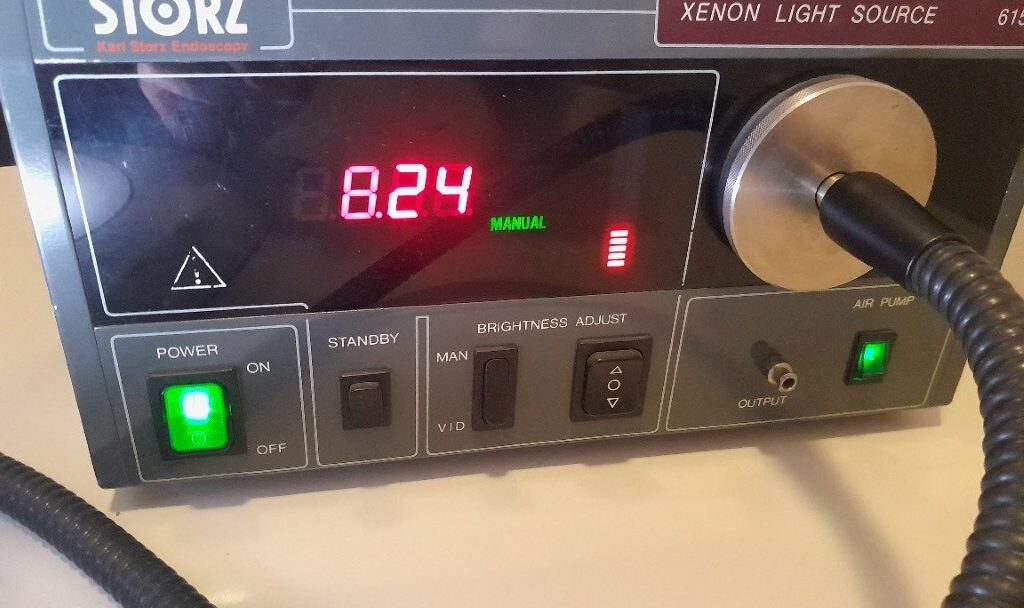 STORZ
Karl Storz Endoscopy
XENON LIGHT SOURCE 615
8.24
MANUAL
POWER
ON
OFF
STANDBY
BRIGHTNESS ADJUST
MAN
VID
AIR PUMP
OUTPUT